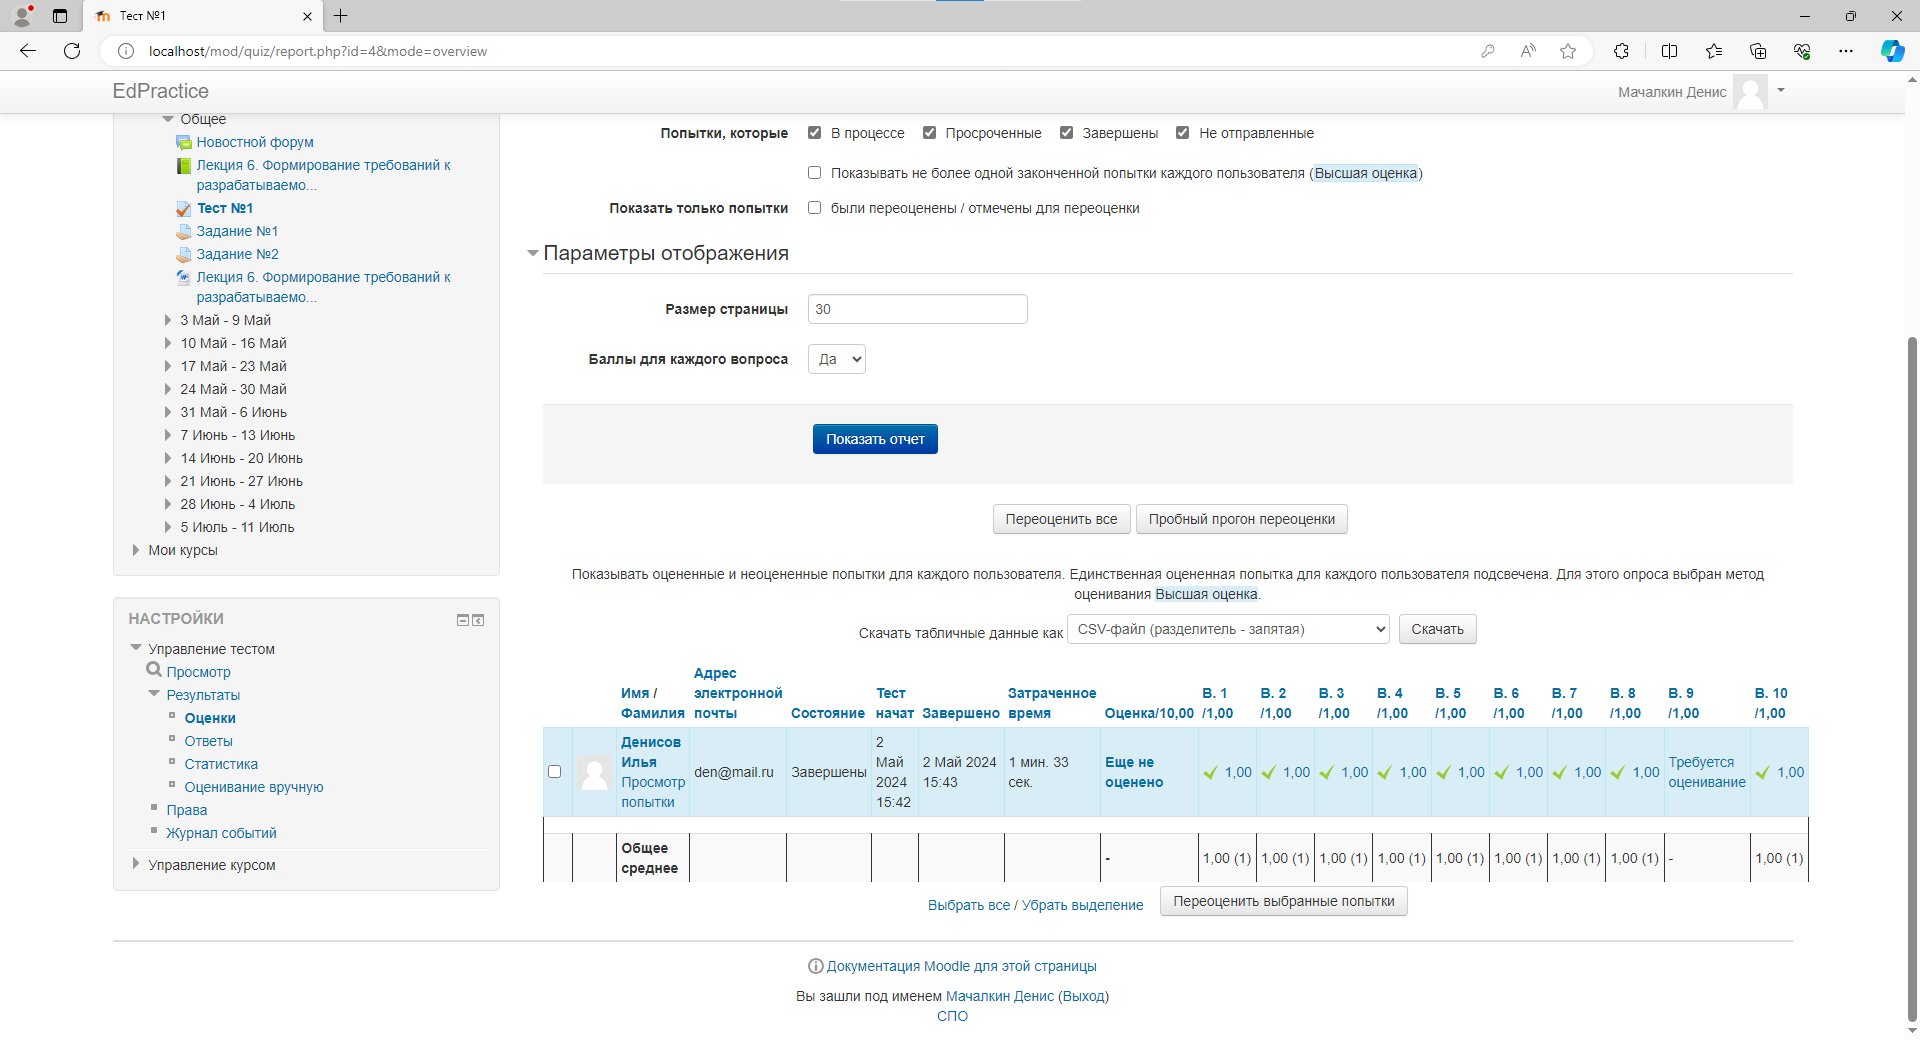 Тест №1
localhost/mod/quiz/report.php?id=4&mode=overview
EdPractice
Мачалкин Денис
Общее
Новостной форум
Лекция 6. Формирование требований к
разрабатываемо...
Тест №1
Задание №1
Задание №2
Лекция 6. Формирование требований к
разрабатываемо...
3 Май - 9 Май
10 Май - 16 Май
17 Май - 23 Май
24 Май - 30 Май
31 Май - 6 Июнь
7 Июнь - 13 Июнь
14 Июнь - 20 Июнь
21 Июнь - 27 Июнь
28 Июнь - 4 Июль
5 Июль - 11 Июль
Мои курсы
НАСТРОЙКИ
Управление тестом
Просмотр
Результаты
Оценки
Ответы
Статистика
Оценивание вручную
Права
Журнал событий
Управление курсом
Попытки, которые В процессе Просроченные Завершены Не отправленные
Показывать не более одной законченной попытки каждого пользователя (Высшая оценка)
Показать только попытки были переоценены / отмечены для переоценки
Параметры отображения
Размер страницы 30
Баллы для каждого вопроса Да
Показать отчет
Переоценить все Пробный прогон переоценки
Показывать оцененные и неоцененные попытки для каждого пользователя. Единственная оцененная попытка для каждого пользователя подсвечена. Для этого опроса выбран метод
оценивания Высшая оценка.
Скачать табличные данные как CSV-файл (разделитель - запятая) Скачать
Адрес
Имя / электронной Тест Затраченное В. 1 В. 2 В. 3 В. 4 В. 5 В. 6 В. 7 В. 8 В. 9 В. 10
Фамилия почты Состояние начат Завершено время Оценка/10,00 /1,00 /1,00 /1,00 /1,00 /1,00 /1,00 /1,00 /1,00 /1,00 /1,00
Денисов 2
Илья Май 2 Май 2024 1 мин. 33 Еще не Требуется
den@mail.ru Завершены 1,00 1,00 1,00 1,00 1,00 1,00 1,00 1,00 1,00
Просмотр 2024 15:43 сек. оценено оценивание
попытки 15:42
Общее
- 1,00 (1) 1,00 (1) 1,00 (1) 1,00 (1) 1,00 (1) 1,00 (1) 1,00 (1) 1,00 (1) - 1,00 (1)
среднее
Выбрать все / Убрать выделение Переоценить выбранные попытки
Документация Moodle для этой страницы
Вы зашли под именем Мачалкин Денис (Выход)
СПО